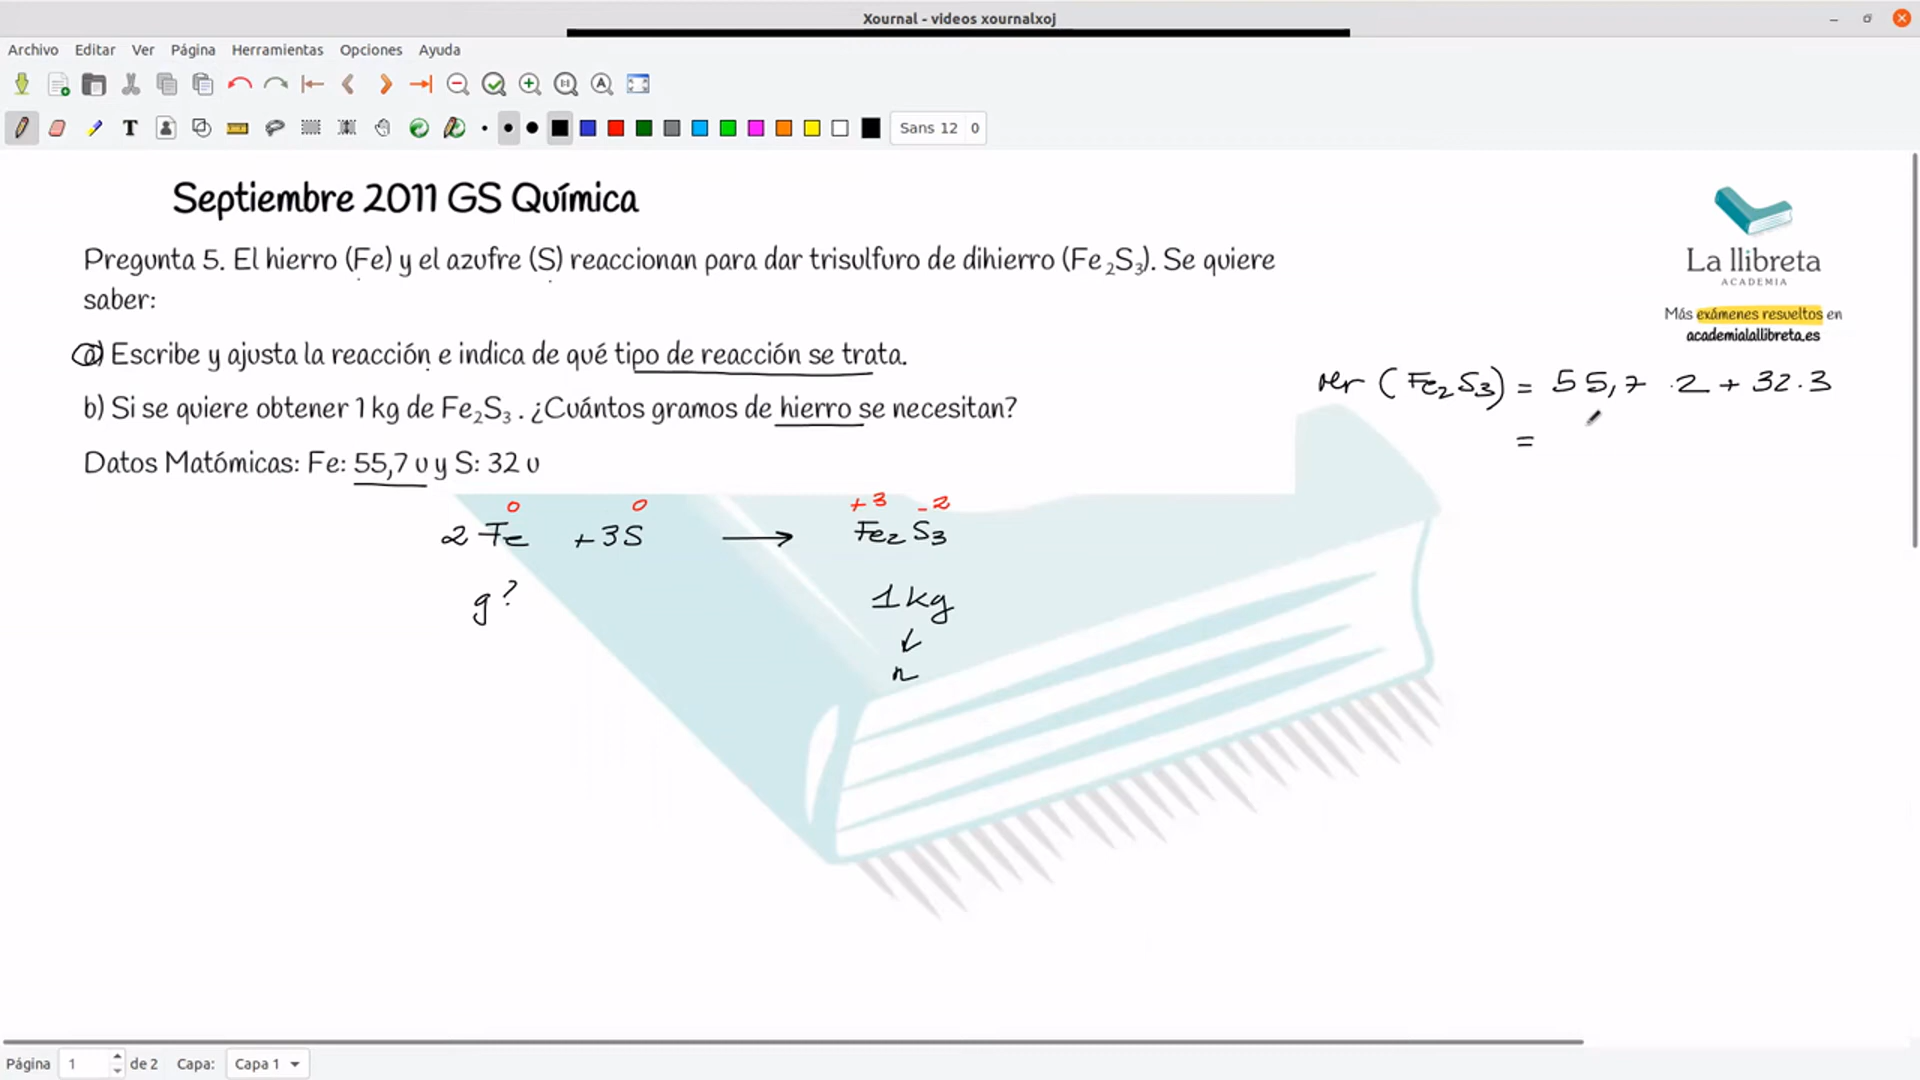 Xournal - videos xournalxoj
Archivo Editar Ver Página Herramientas Opciones Ayuda
Sans 12 0
Septiembre 2011 GS Química
Pregunta 5. El hierro (Fe) y el azufre (S) reaccionan para dar trisulfuro de dihierro (Fe₂S₃). Se quiere
saber:
a) Escribe y ajusta la reacción e indica de qué tipo de reacción se trata.
b) Si se quiere obtener 1 kg de Fe₂S₃ . ¿Cuántos gramos de hierro se necesitan?
Datos Matómicas: Fe: 55,7 u y S: 32 u
La llibreta
ACADEMIA
Más exámenes resueltos en
academialallibreta.es
(Fe₂S₃) = 55,7 · 2 + 32 · 3
=
0 0 +3 -2
2 Fe + 3S → Fe₂S₃
g? 1kg
n
Página 1 de 2 Capa: Capa 1